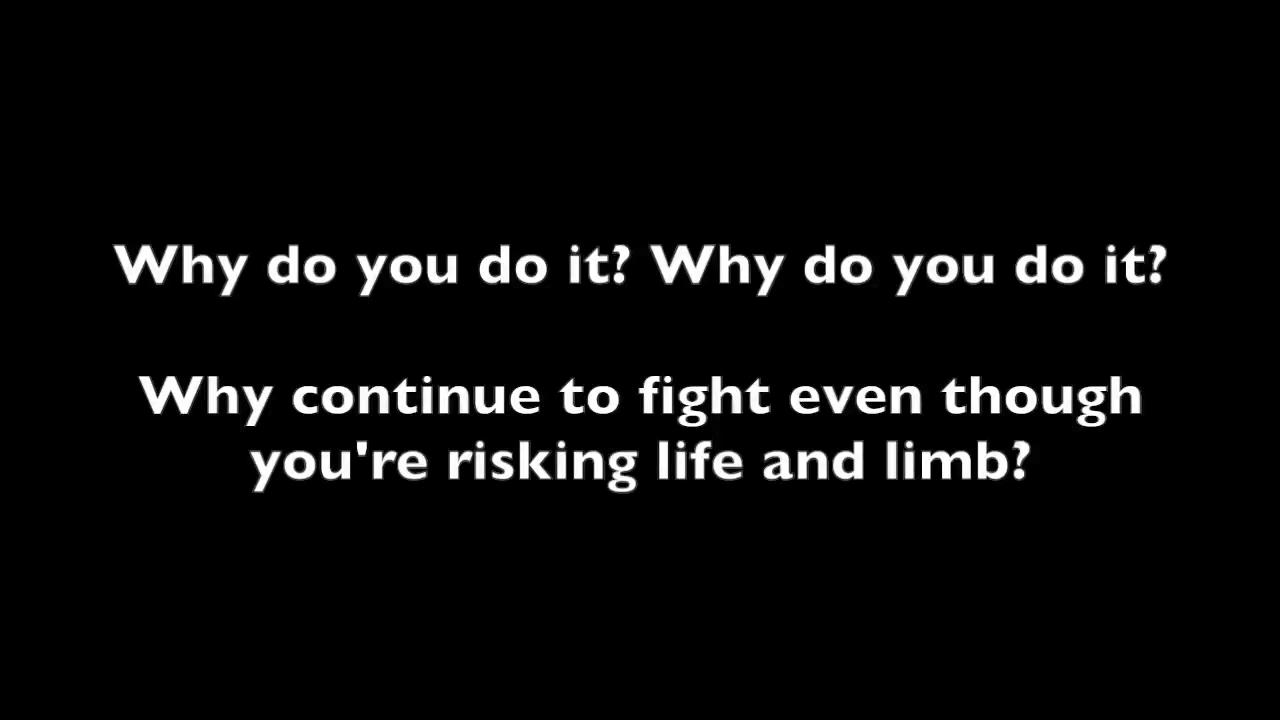 Why do you do it? Why do you do it?
Why continue to fight even though
you're risking life and limb?